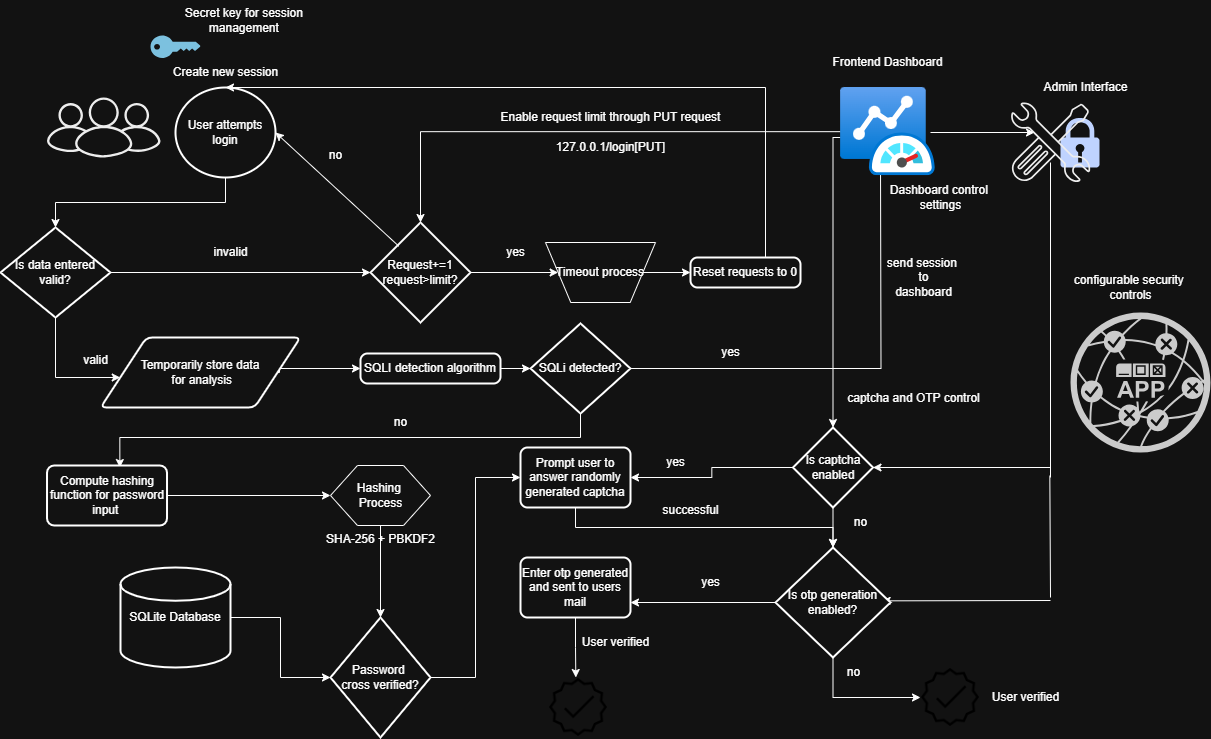 Secret key for session
management
Create new session
User attempts
login
Frontend Dashboard
Admin Interface
Enable request limit through PUT request
127.0.0.1/login[PUT]
no
Dashboard control
settings
Is data entered
valid?
invalid
Request+=1
request>limit?
yes
Timeout process
Reset requests to 0
send session
to
dashboard
configurable security
controls
APP
valid
Temporarily store data
for analysis
SQLI detection algorithm
SQLi detected?
yes
captcha and OTP control
no
Compute hashing
function for password
input
Hashing
Process
SHA-256 + PBKDF2
Prompt user to
answer randomly
generated captcha
yes
Is captcha
enabled
successful
no
SQLite Database
Enter otp generated
and sent to users
mail
yes
Is otp generation
enabled?
User verified
Password
cross verified?
no
User verified